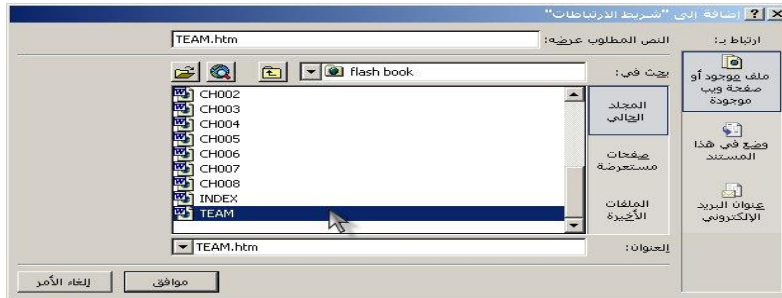 إضافة إلى "شريط الارتباطات"
ارتباط بـ:
النص المطلوب عرضه: TEAM.htm
ملف موجود أو
صفحة ويب
موجودة
وضع في هذا
المستند
عنوان البريد
الإلكتروني
بحث في: flash book
المجلد
الحالي
صفحات
مستعرضة
الملفات
الأخيرة
CH002
CH003
CH004
CH005
CH006
CH007
CH008
INDEX
TEAM
العنوان: TEAM.htm
موافق
إلغاء الأمر